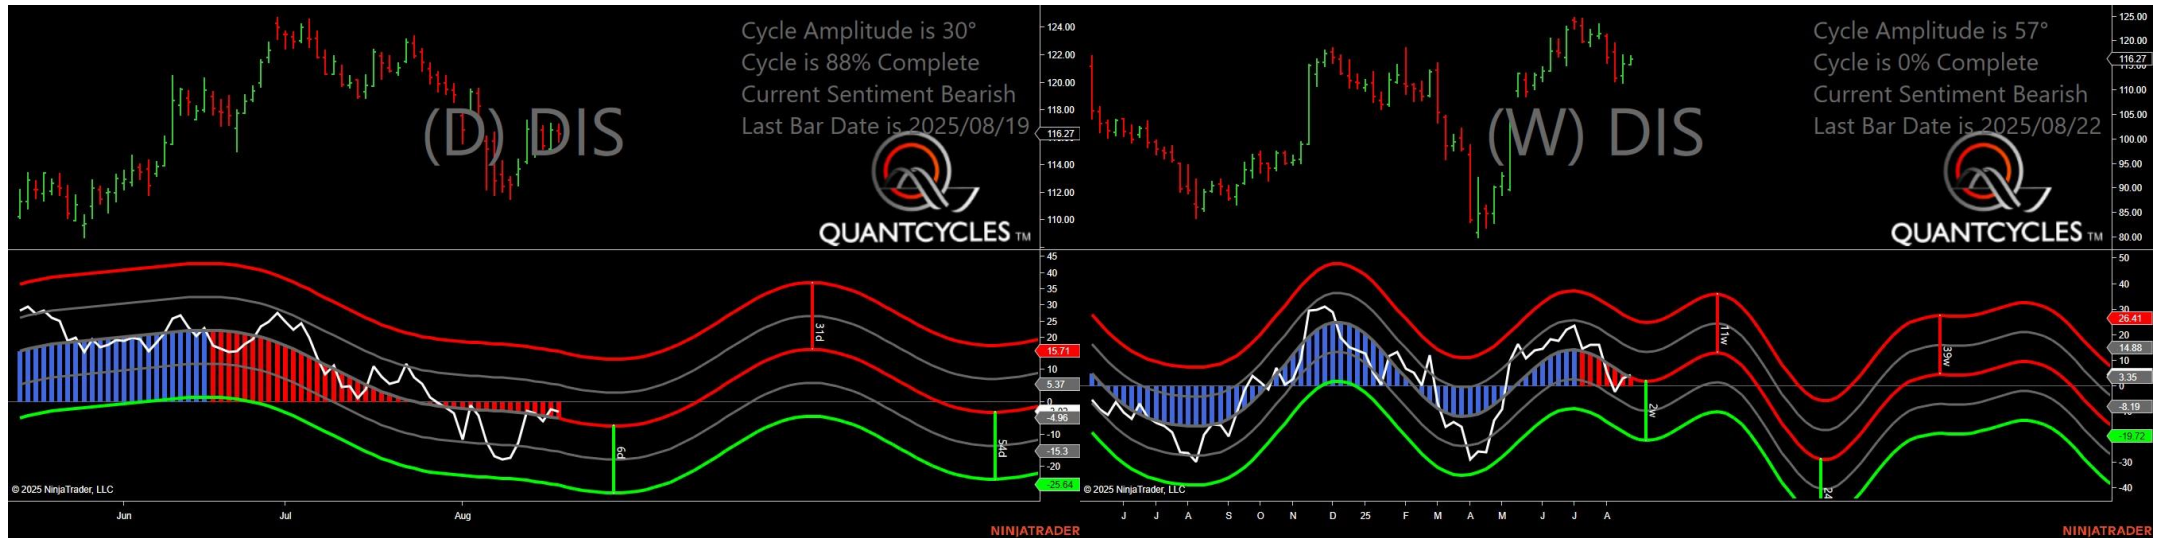 Cycle Amplitude is 30°
Cycle is 88% Complete
Current Sentiment Bearish
Last Bar Date is 2025/08/19
(D) DIS
QUANTCYCLES TM
124.00
122.00
120.00
118.00
116.27
114.00
112.00
110.00
45
40
35
30
25
20
15.71
10
5.37
0
-4.96
-10
-15.3
-20
-25.64
31d
6d
54d
© 2025 NinjaTrader, LLC
Jun
Jul
Aug
NINJATRADER
Cycle Amplitude is 57°
Cycle is 0% Complete
Current Sentiment Bearish
Last Bar Date is 2025/08/22
(W) DIS
QUANTCYCLES TM
125.00
120.00
116.27
110.00
105.00
100.00
95.00
90.00
85.00
80.00
50
40
30
26.41
20
14.88
10
3.35
0
-8.19
-19.72
-30
-40
11w
39w
2w
24
© 2025 NinjaTrader, LLC
J
J
A
S
O
N
D
25
F
M
A
M
J
J
A
NINJATRADER